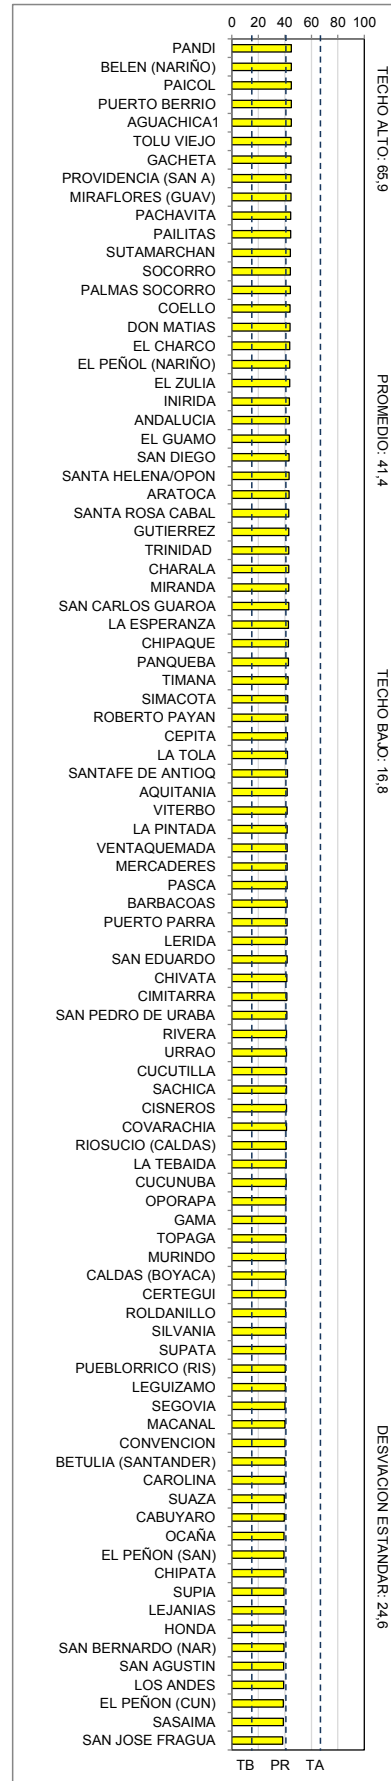 0 20 40 60 80 100
PANDI
BELEN (NARIÑO)
PAICOL
PUERTO BERRIO
AGUACHICA1
TOLU VIEJO
GACHETA
PROVIDENCIA (SAN A)
MIRAFLORES (GUAV)
PACHAVITA
PAILITAS
SUTAMARCHAN
SOCORRO
PALMAS SOCORRO
COELLO
DON MATIAS
EL CHARCO
EL PEÑOL (NARIÑO)
EL ZULIA
INIRIDA
ANDALUCIA
EL GUAMO
SAN DIEGO
SANTA HELENA/OPON
ARATOCA
SANTA ROSA CABAL
GUTIERREZ
TRINIDAD
CHARALA
MIRANDA
SAN CARLOS GUAROA
LA ESPERANZA
CHIPAQUE
PANQUEBA
TIMANA
SIMACOTA
ROBERTO PAYAN
CEPITA
LA TOLA
SANTAFE DE ANTIOQ
AQUITANIA
VITERBO
LA PINTADA
VENTAQUEMADA
MERCADERES
PASCA
BARBACOAS
PUERTO PARRA
LERIDA
SAN EDUARDO
CHIVATA
CIMITARRA
SAN PEDRO DE URABA
RIVERA
URRAO
CUCUTILLA
SACHICA
CISNEROS
COVARACHIA
RIOSUCIO (CALDAS)
LA TEBAIDA
CUCUNUBA
OPORAPA
GAMA
TOPAGA
MURINDO
CALDAS (BOYACA)
CERTEGUI
ROLDANILLO
SILVANIA
SUPATA
PUEBLORRICO (RIS)
LEGUIZAMO
SEGOVIA
MACANAL
CONVENCION
BETULIA (SANTANDER)
CAROLINA
SUAZA
CABUYARO
OCAÑA
EL PEÑON (SAN)
CHIPATA
SUPIA
LEJANIAS
HONDA
SAN BERNARDO (NAR)
SAN AGUSTIN
LOS ANDES
EL PEÑON (CUN)
SASAIMA
SAN JOSE FRAGUA
TB PR TA
TECHO ALTO: 65,9
PROMEDIO: 41,4
TECHO BAJO: 16,8
DESVIACION ESTANDAR: 24,6